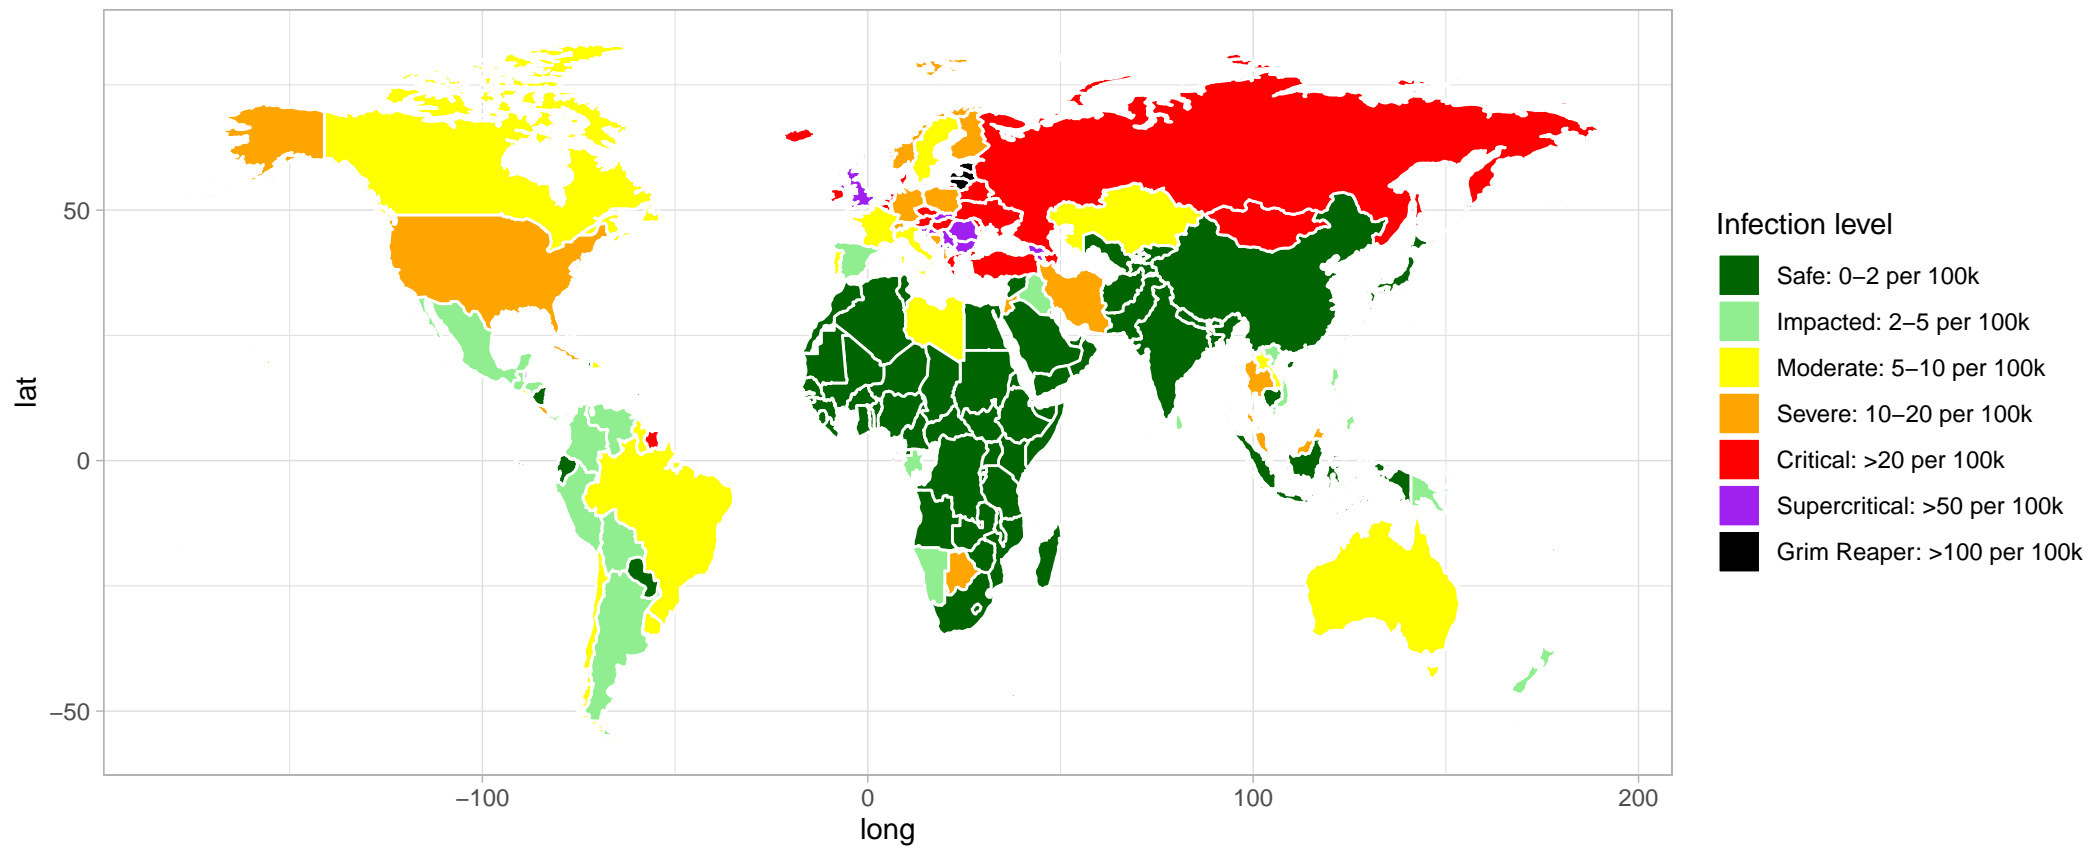 Infection level
Safe: 0–2 per 100k
Impacted: 2–5 per 100k
Moderate: 5–10 per 100k
Severe: 10–20 per 100k
Critical: >20 per 100k
Supercritical: >50 per 100k
Grim Reaper: >100 per 100k
lat
50
0
−50
−100
0
100
200
long